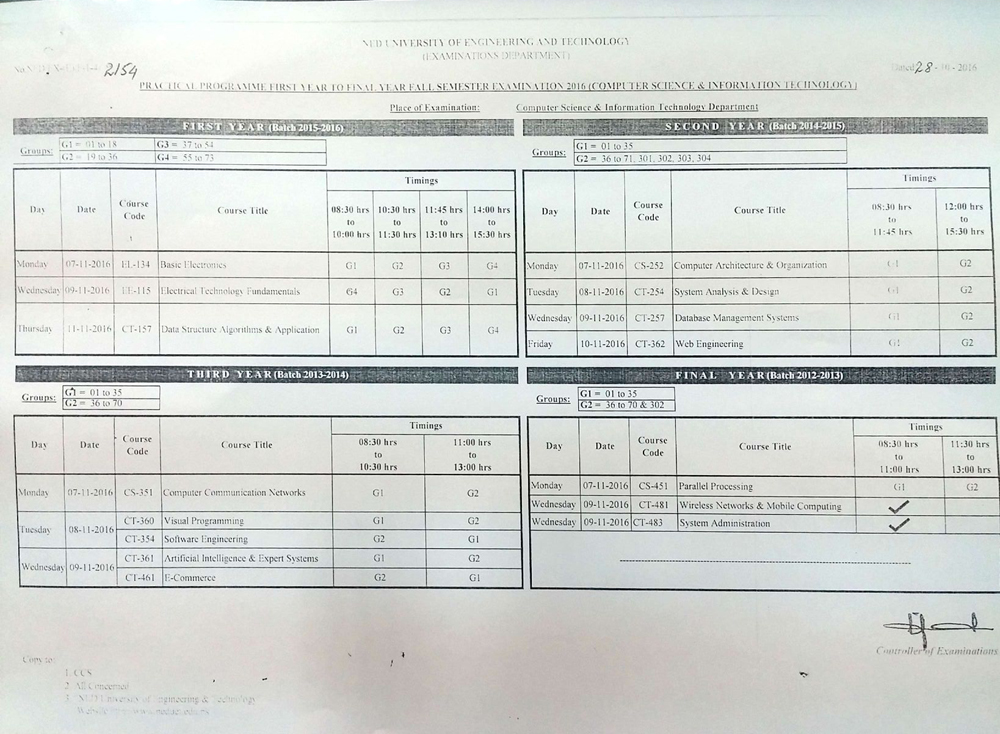 NED UNIVERSITY OF ENGINEERING AND TECHNOLOGY
(EXAMINATIONS DEPARTMENT)
2154
Dated 28-10-2016
PRACTICAL PROGRAMME FIRST YEAR TO FINAL YEAR FALL SEMESTER EXAMINATION 2016 (COMPUTER SCIENCE & INFORMATION TECHNOLOGY)
Place of Examination: Computer Science & Information Technology Department
FIRST YEAR (Batch 2015-2016)
Groups: G1 = 01 to 18 G3 = 37 to 54
G2 = 19 to 36 G4 = 55 to 73
Day Date Course Code Course Title Timings
08:30 hrs to 10:00 hrs 10:30 hrs to 11:30 hrs 11:45 hrs to 13:10 hrs 14:00 hrs to 15:30 hrs
Monday 07-11-2016 EL-134 Basic Electronics G1 G2 G3 G4
Wednesday 09-11-2016 EE-115 Electrical Technology Fundamentals G4 G3 G2 G1
Thursday 11-11-2016 CT-157 Data Structure Algorithms & Application G1 G2 G3 G4
SECOND YEAR (Batch 2014-2015)
Groups: G1 = 01 to 35
G2 = 36 to 71, 301, 302, 303, 304
Day Date Course Code Course Title Timings
08:30 hrs to 11:45 hrs 12:00 hrs to 15:30 hrs
Monday 07-11-2016 CS-252 Computer Architecture & Organization G1 G2
Tuesday 08-11-2016 CT-254 System Analysis & Design G1 G2
Wednesday 09-11-2016 CT-257 Database Management Systems G1 G2
Friday 10-11-2016 CT-362 Web Engineering G1 G2
THIRD YEAR (Batch 2013-2014)
Groups: G1 = 01 to 35
G2 = 36 to 70
Day Date Course Code Course Title Timings
08:30 hrs to 10:30 hrs 11:00 hrs to 13:00 hrs
Monday 07-11-2016 CS-351 Computer Communication Networks G1 G2
Tuesday 08-11-2016 CT-360 Visual Programming G1 G2
CT-354 Software Engineering G2 G1
Wednesday 09-11-2016 CT-361 Artificial Intelligence & Expert Systems G1 G2
CT-461 E-Commerce G2 G1
FINAL YEAR (Batch 2012-2013)
Groups: G1 = 01 to 35
G2 = 36 to 70 & 302
Day Date Course Code Course Title Timings
08:30 hrs to 11:00 hrs 11:30 hrs to 13:00 hrs
Monday 07-11-2016 CS-451 Parallel Processing G1 G2
Wednesday 09-11-2016 CT-481 Wireless Networks & Mobile Computing ✓
Wednesday 09-11-2016 CT-483 System Administration ✓
Controller of Examinations
Copy to:
1. CCS
2. All Concerned
3. NED University of Engineering & Technology
Website